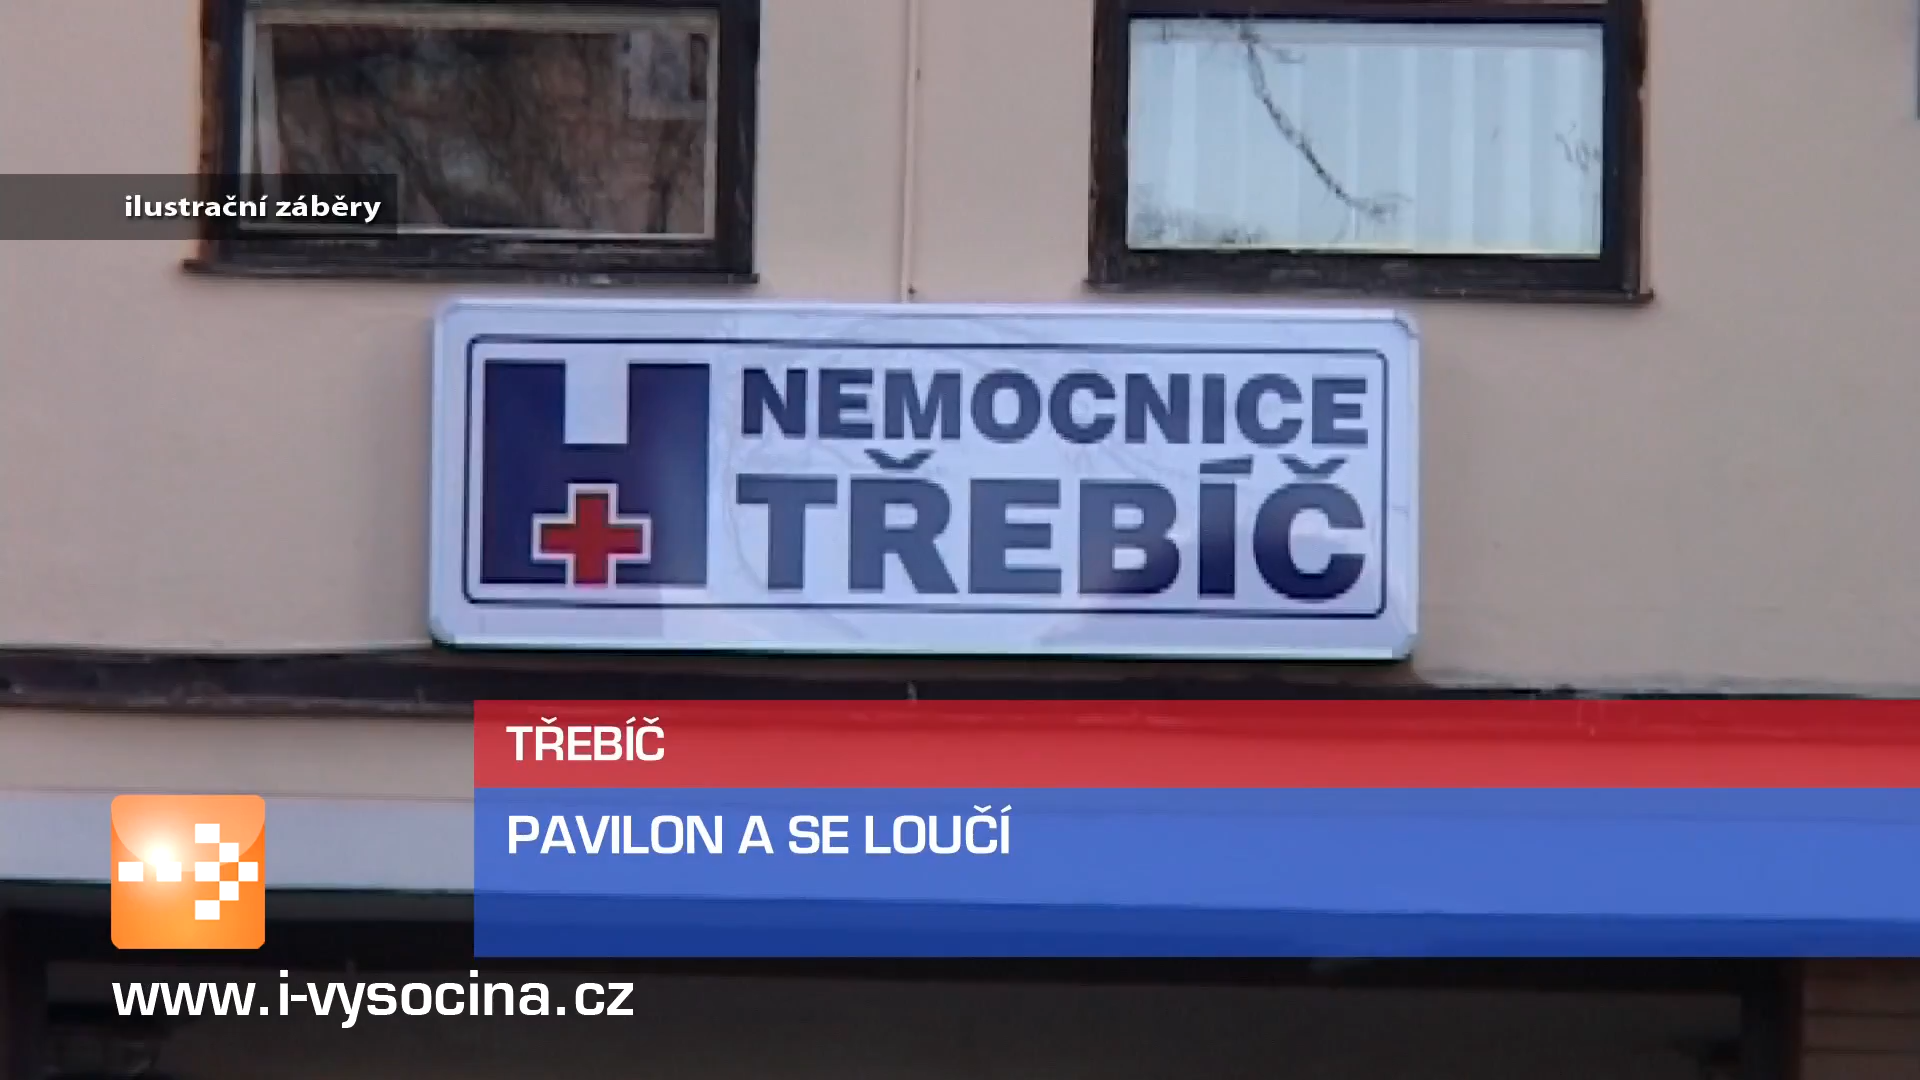 ilustrační záběry
NEMOCNICE
TŘEBÍČ
TŘEBÍČ
PAVILON A SE LOUČÍ
www.i-vysocina.cz